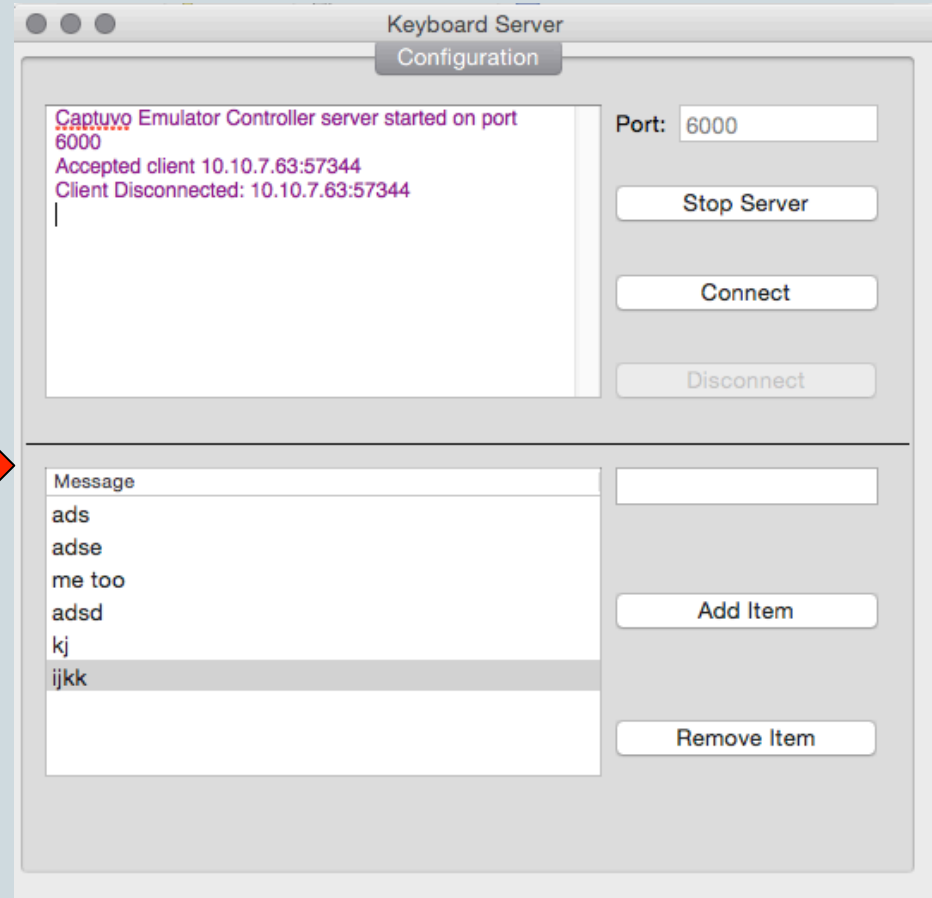 Keyboard Server
Configuration
Captuvo Emulator Controller server started on port
6000
Accepted client 10.10.7.63:57344
Client Disconnected: 10.10.7.63:57344
Port: 6000
Stop Server
Connect
Disconnect
Message
ads
adse
me too
adsd
kj
ijkk
Add Item
Remove Item